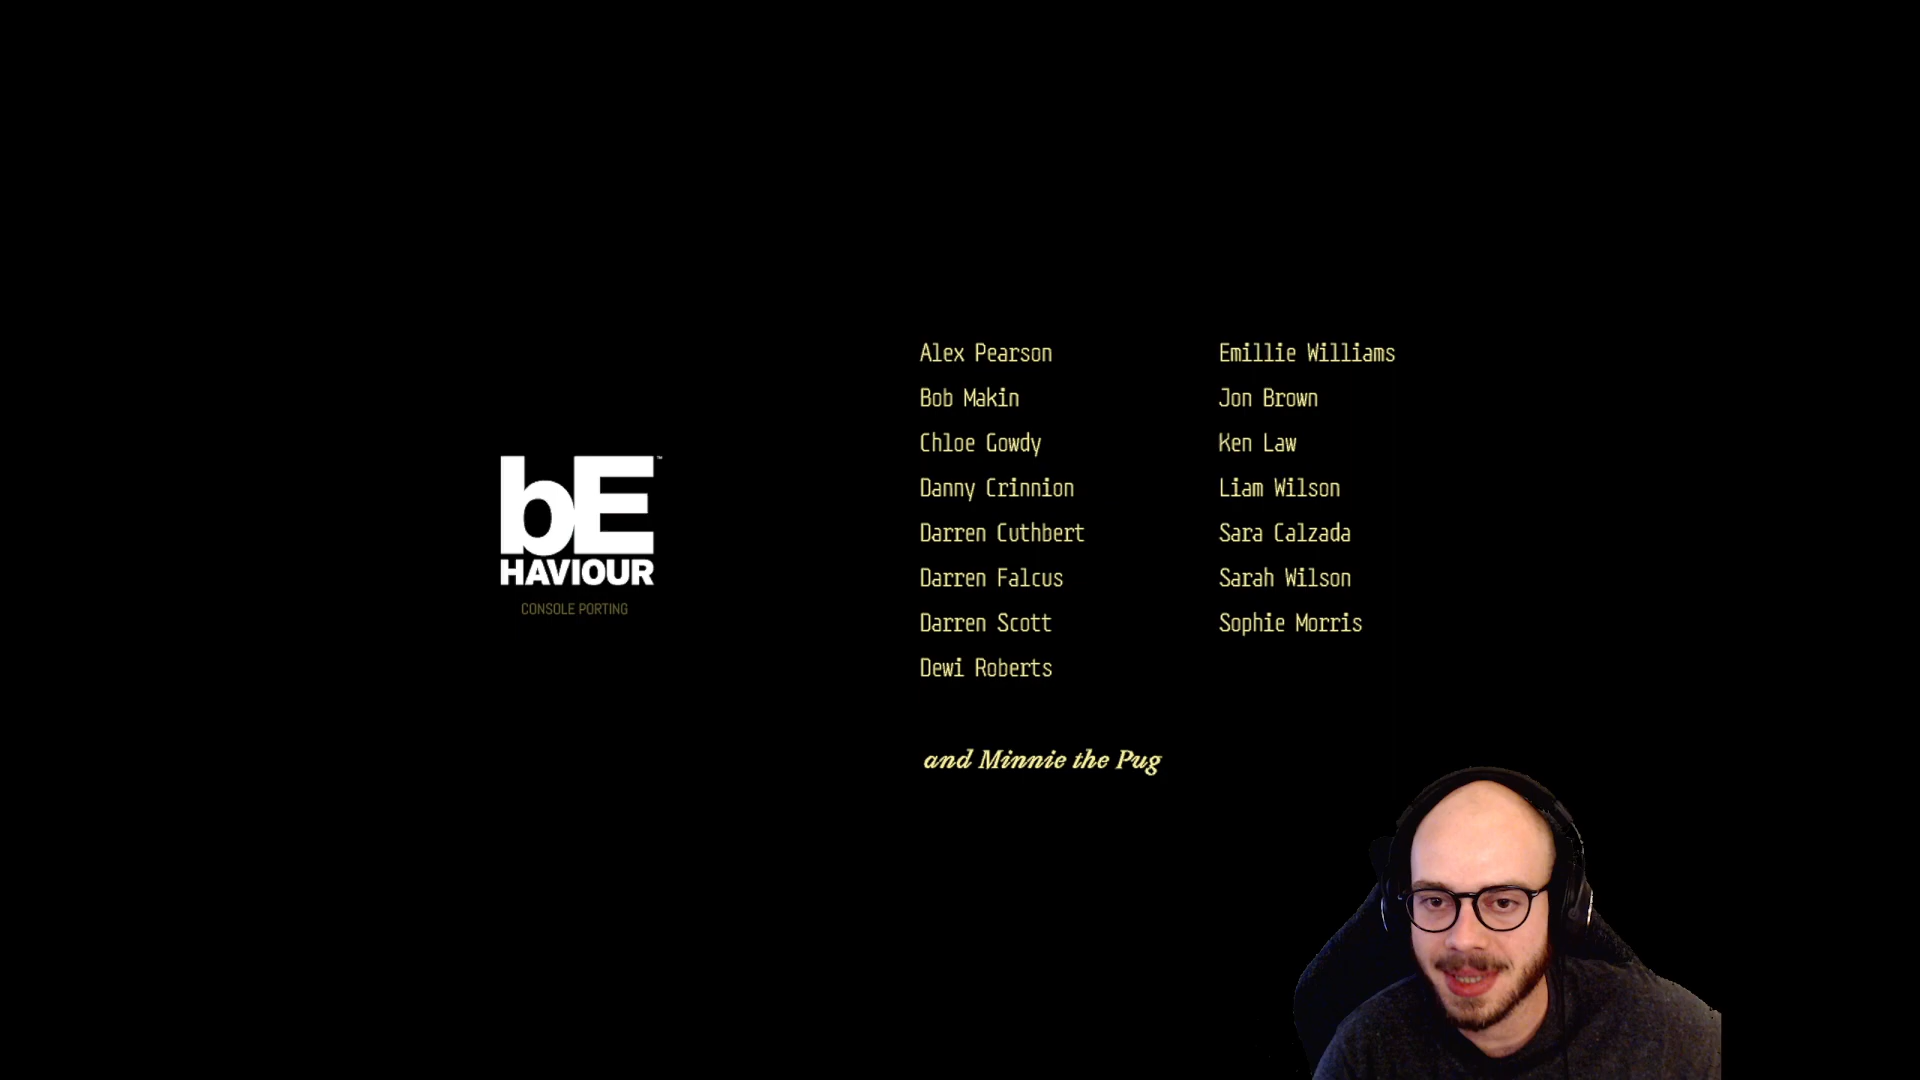 bE
HAVIOUR
™
CONSOLE PORTING
Alex Pearson
Bob Makin
Chloe Gowdy
Danny Crinnion
Darren Cuthbert
Darren Falcus
Darren Scott
Dewi Roberts
Emillie Williams
Jon Brown
Ken Law
Liam Wilson
Sara Calzada
Sarah Wilson
Sophie Morris
and Minnie the Pug